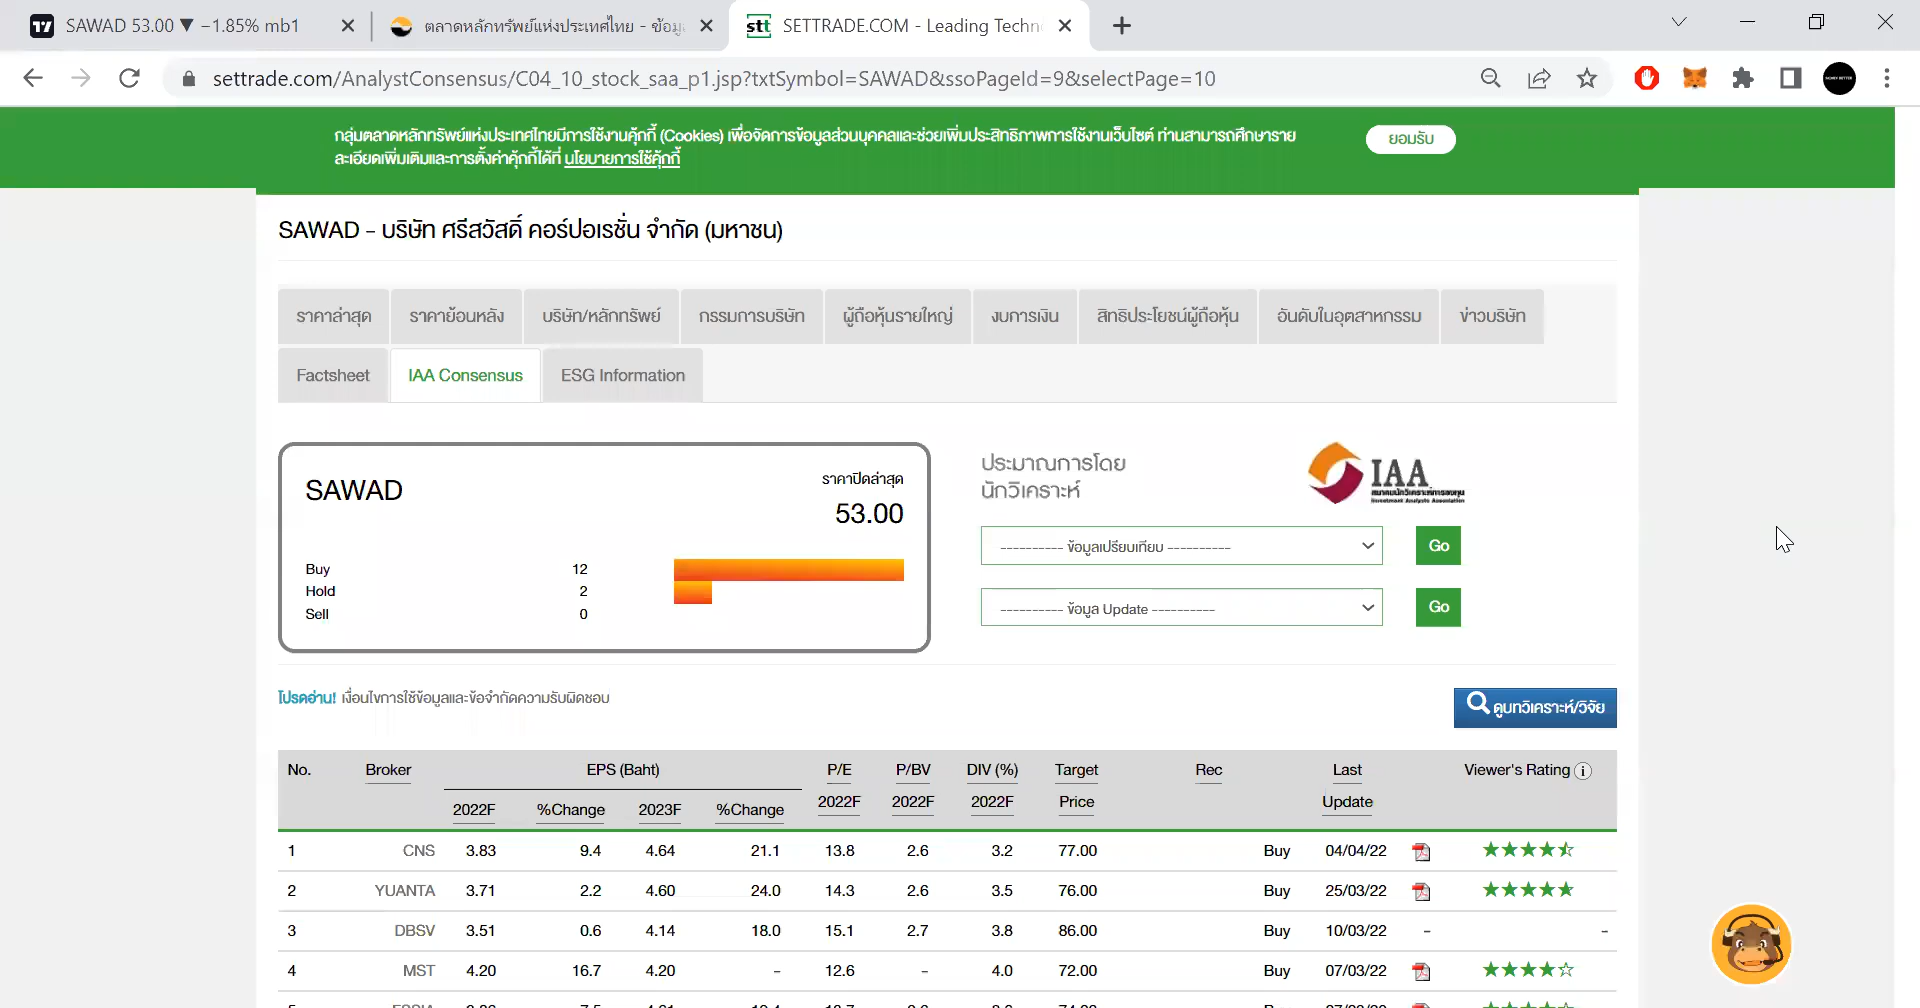 SAWAD 53.00 ▼ −1.85% mb1
ตลาดหลักทรัพย์แห่งประเทศไทย - ข้อมูล
stt SETTRADE.COM - Leading Techn
settrade.com/AnalystConsensus/C04_10_stock_saa_p1.jsp?txtSymbol=SAWAD&ssoPageId=9&selectPage=10
กลุ่มตลาดหลักทรัพย์แห่งประเทศไทยมีการใช้งานคุ้กกี้ (Cookies) เพื่อจัดการข้อมูลส่วนบุคคลและช่วยเพิ่มประสิทธิภาพการใช้งานเว็บไซต์ ท่านสามารถศึกษาราย
ละเอียดเพิ่มเติมและการตั้งค่าคุ้กกี้ได้ที่ นโยบายการใช้คุ้กกี้
ยอมรับ
SAWAD - บริษัท ศรีสวัสดิ์ คอร์ปอเรชั่น จำกัด (มหาชน)
ราคาล่าสุด ราคาย้อนหลัง บริษัท/หลักทรัพย์ กรรมการบริษัท ผู้ถือหุ้นรายใหญ่ งบการเงิน สิทธิประโยชน์ผู้ถือหุ้น อันดับในอุตสาหกรรม ข่าวบริษัท
Factsheet IAA Consensus ESG Information
SAWAD
ราคาปิดล่าสุด
53.00
Buy 12
Hold 2
Sell 0
ประมาณการโดย
นักวิเคราะห์
IAA
สมาคมนักวิเคราะห์การลงทุน
Investment Analysts Association
---------- ข้อมูลเปรียบเทียบ ---------- Go
---------- ข้อมูล Update ---------- Go
โปรดอ่าน! เงื่อนไขการใช้ข้อมูลและข้อจำกัดความรับผิดชอบ
ดูบทวิเคราะห์/วิจัย
No. Broker EPS (Baht) P/E P/BV DIV (%) Target Rec Last Viewer's Rating
2022F %Change 2023F %Change 2022F 2022F 2022F Price Update
1 CNS 3.83 9.4 4.64 21.1 13.8 2.6 3.2 77.00 Buy 04/04/22
2 YUANTA 3.71 2.2 4.60 24.0 14.3 2.6 3.5 76.00 Buy 25/03/22
3 DBSV 3.51 0.6 4.14 18.0 15.1 2.7 3.8 86.00 Buy 10/03/22 - -
4 MST 4.20 16.7 4.20 - 12.6 - 4.0 72.00 Buy 07/03/22